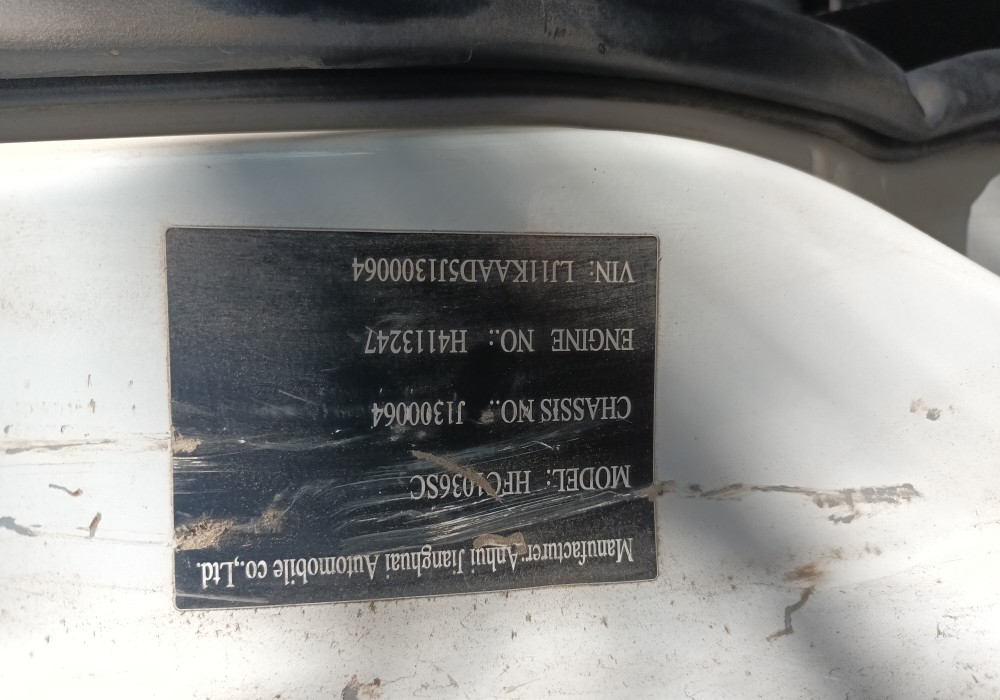 Manufacturer:Anhui Jianghuai Automobile co.,Ltd.
MODEL: HFC1036SC
CHASSIS NO.: J1300064
ENGINE NO.: H4113247
VIN: LJ11KAAD5J1300064